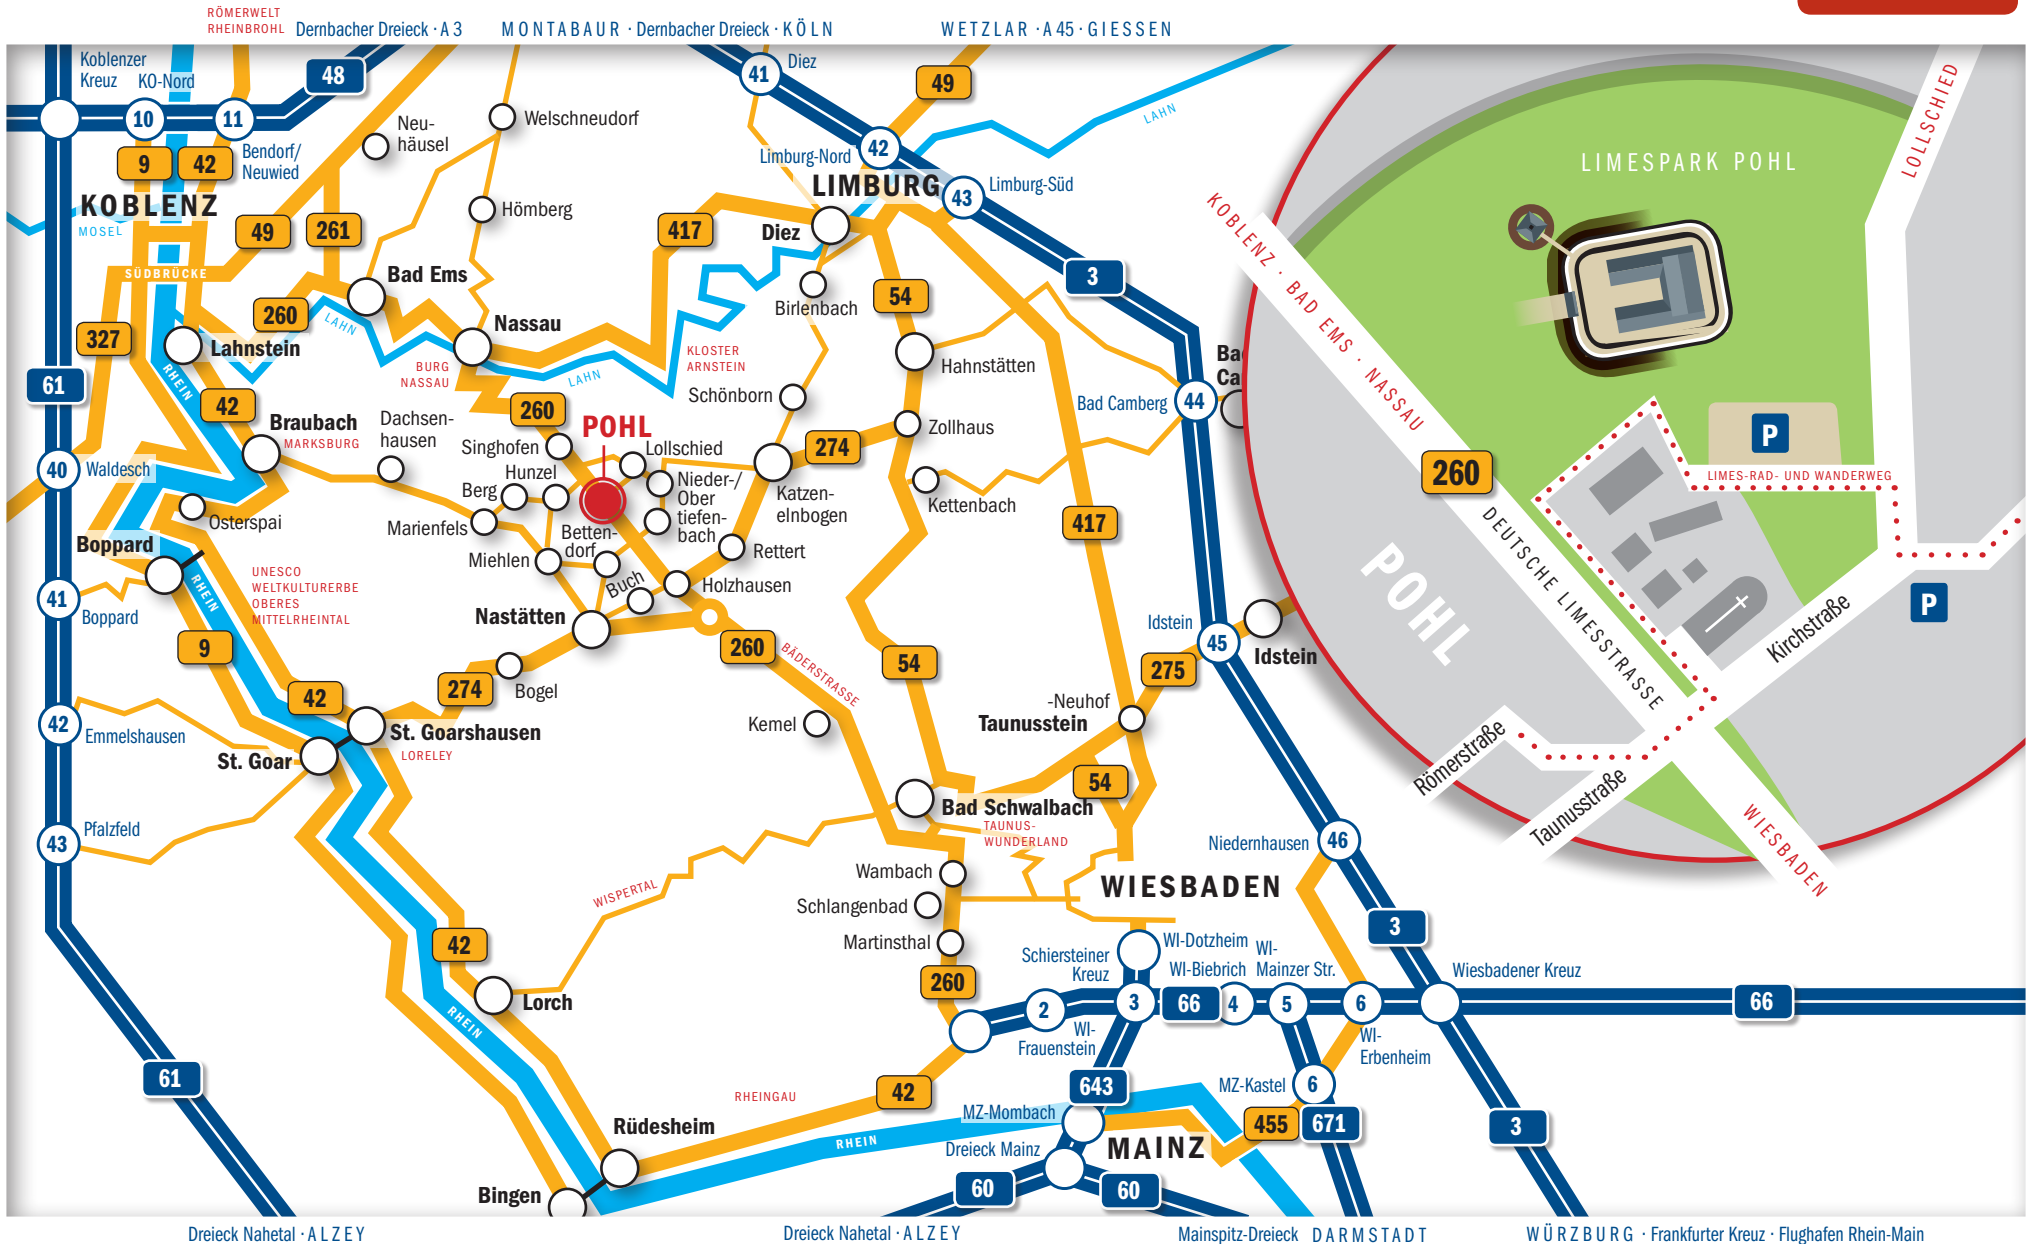 RÖMERWELT
RHEINBROHL
Dernbacher Dreieck · A 3
MONTABAUR · Dernbacher Dreieck · KÖLN
WETZLAR · A 45 · GIESSEN
Koblenzer
Kreuz
KO-Nord
48
10
11
Bendorf/
Neuwied
9
42
KOBLENZ
MOSEL
49
261
SÜDBRÜCKE
327
260
Neu-
häusel
Welschneudorf
Hömberg
Bad Ems
LAHN
Nassau
BURG
NASSAU
Lahnstein
RHEIN
61
42
Braubach
MARKSBURG
Dachsen-
hausen
40
Waldesch
Osterspai
Boppard
41
Boppard
RHEIN
UNESCO
WELTKULTURERBE
OBERES
MITTELRHEINTAL
9
42
42
Emmelshausen
St. Goar
St. Goarshausen
LORELEY
43
Pfalzfeld
274
Bogel
Nastätten
41
Diez
49
LAHN
42
Limburg-Nord
LIMBURG
43
Limburg-Süd
417
Diez
3
54
Birlenbach
KLOSTER
ARNSTEIN
LAHN
Hahnstätten
Schönborn
260
POHL
Singhofen
Lollschied
Hunzel
Nieder-/
Ober
tiefen-
bach
Berg
Marienfels
Betten-
dorf
Miehlen
Buch
Katzen-
elnbogen
274
Zollhaus
Kettenbach
Rettert
Holzhausen
417
Bad Camberg
44
Ba
Ca
260
BÄDERSTRASSE
54
Kemel
Idstein
45
Idstein
275
-Neuhof
Taunusstein
54
Bad Schwalbach
TAUNUS-
WUNDERLAND
Niedernhausen
46
Wambach
WIESBADEN
Schlangenbad
Martinsthal
WISPERTAL
260
3
42
Lorch
RHEIN
61
Schiersteiner
Kreuz
WI-Dotzheim
WI-Biebrich
WI-
Mainzer Str.
Wiesbadener Kreuz
2
3
66
4
5
6
66
WI-
Frauenstein
WI-
Erbenheim
643
MZ-Kastel
6
42
RHEINGAU
MZ-Mombach
455
671
3
Rüdesheim
RHEIN
MAINZ
Dreieck Mainz
60
60
Bingen
Dreieck Nahetal · ALZEY
Dreieck Nahetal · ALZEY
Mainspitz-Dreieck DARMSTADT
WÜRZBURG · Frankfurter Kreuz · Flughafen Rhein-Main
LIMESPARK POHL
LOLLSCHIED
KOBLENZ · BAD EMS · NASSAU
260
P
LIMES-RAD- UND WANDERWEG
DEUTSCHE LIMESSTRASSE
POHL
P
Kirchstraße
Römerstraße
Taunusstraße
WIESBADEN